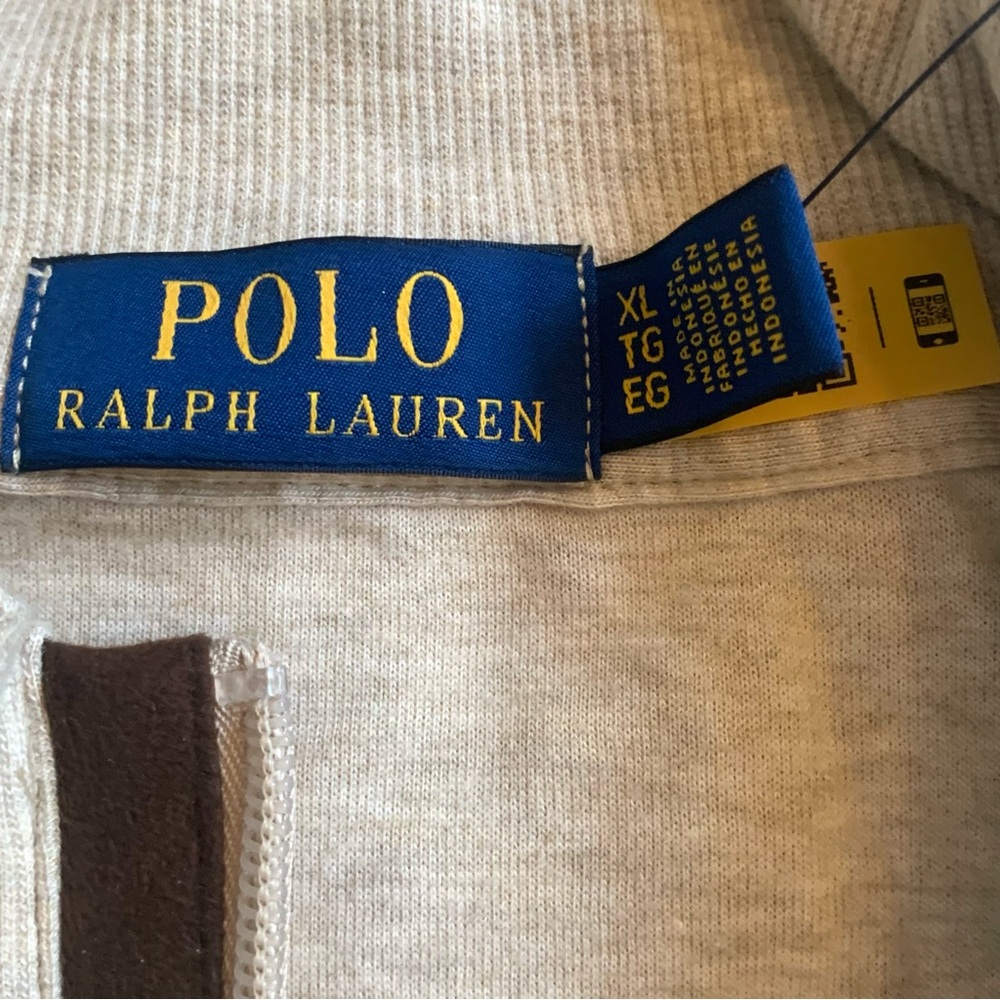 POLO
RALPH LAUREN
XL
TG
EG
MADE IN
INDONESIA
FABRIQUÉ EN
INDONÉSIE
HECHO EN
INDONESIA